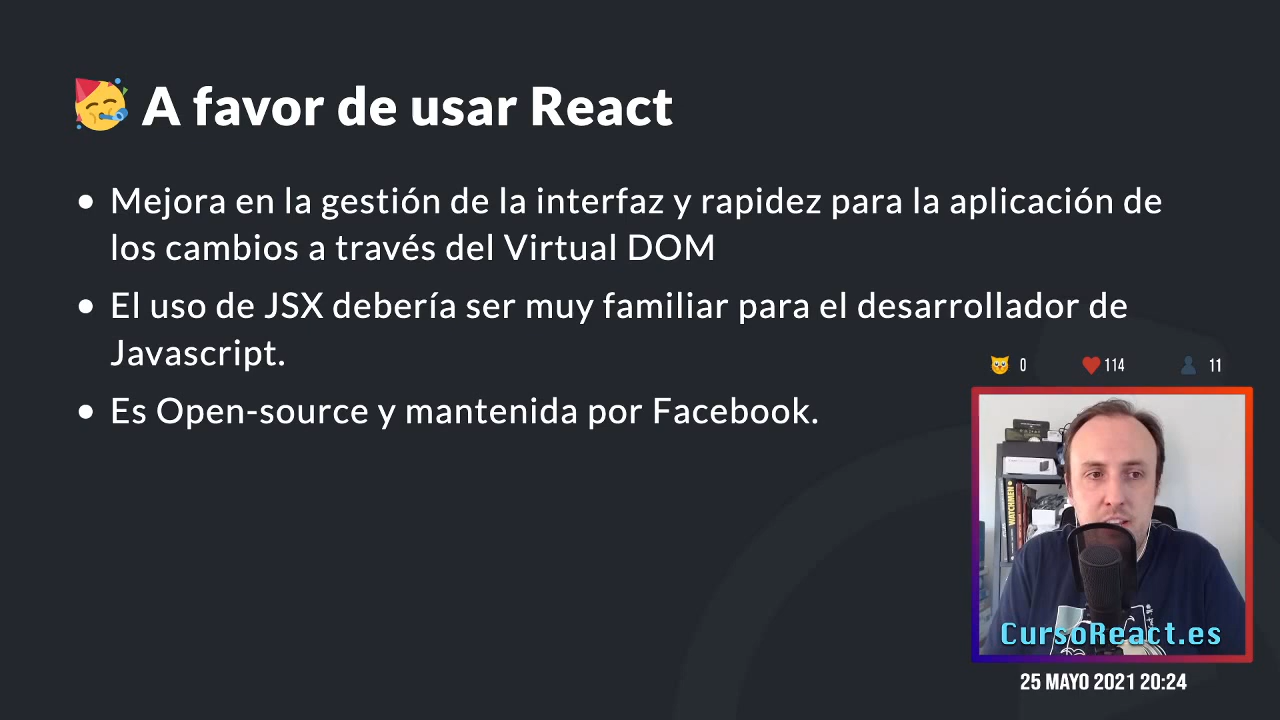 A favor de usar React
Mejora en la gestión de la interfaz y rapidez para la aplicación de
los cambios a través del Virtual DOM
El uso de JSX debería ser muy familiar para el desarrollador de
Javascript.
Es Open-source y mantenida por Facebook.
0 114 11
WATCHMEN
CursoReact.es
25 MAYO 2021 20:24